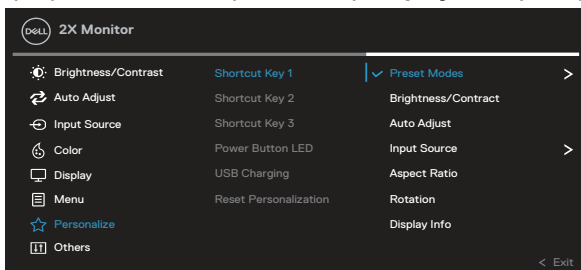 DELL 2X Monitor
Brightness/Contrast Shortcut Key 1 Preset Modes >
Auto Adjust Shortcut Key 2 Brightness/Contract
Input Source Shortcut Key 3 Auto Adjust
Color Power Button LED Input Source >
Display USB Charging Aspect Ratio
Menu Reset Personalization Rotation
Personalize Display Info
Others
< Exit